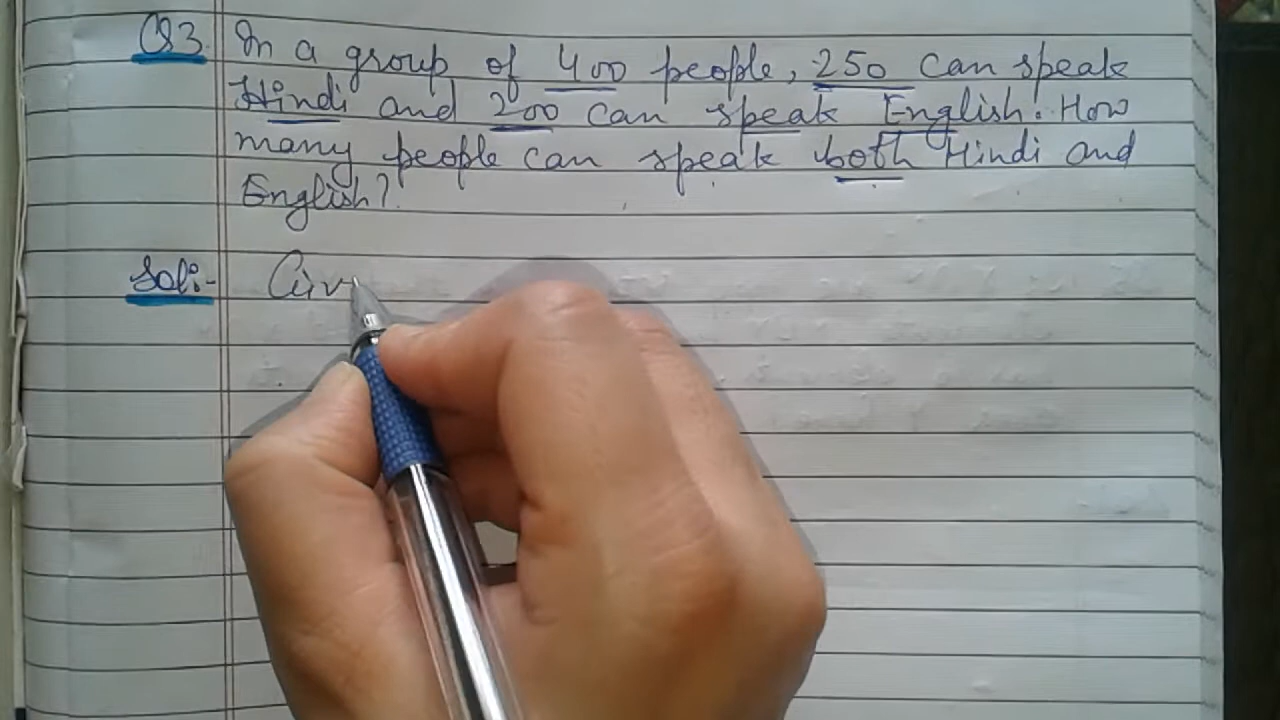 Q3. In a group of 400 people, 250 can speak
Hindi and 200 can speak English. How
many people can speak both Hindi and
English?
Sol:- Giv